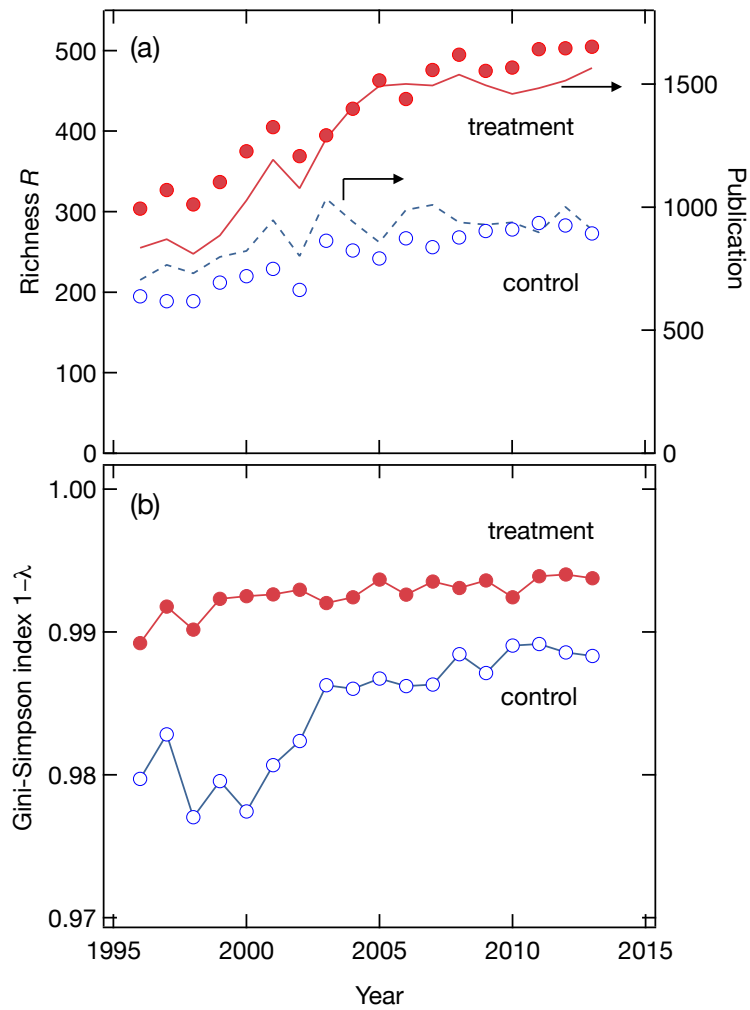 (a)
500
400
300
200
100
0
Richness R
1500
1000
500
0
Publication
treatment
control
(b)
1.00
0.99
0.98
0.97
Gini-Simpson index 1−λ
treatment
control
1995 2000 2005 2010 2015
Year